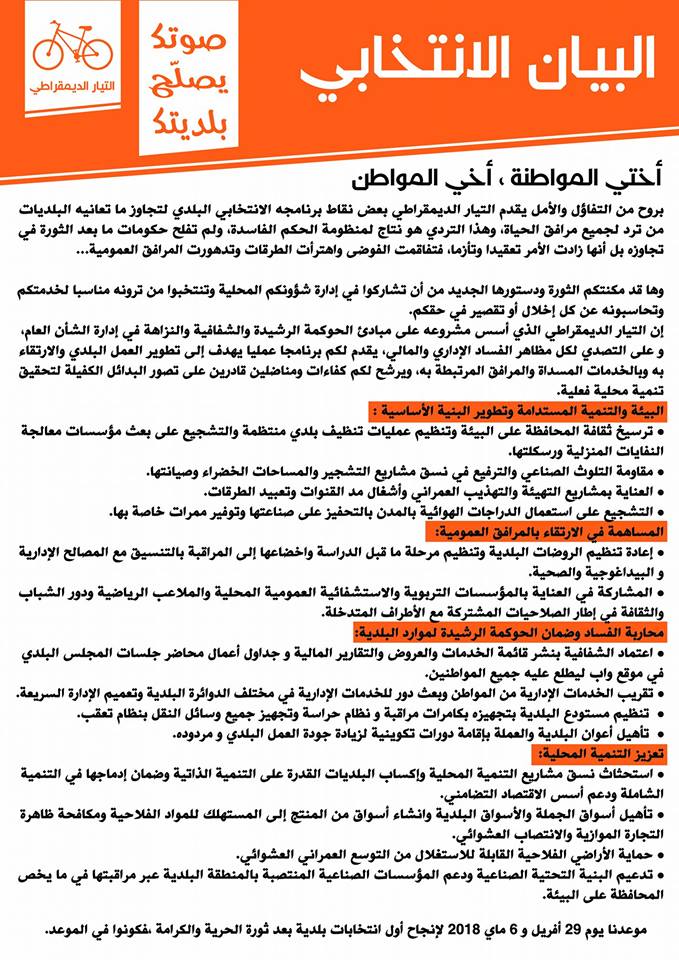 البيان الانتخابي
صوتك
يصلّح
بلديتك
التيار الديمقراطي
أختي المواطنة ، أخي المواطن
بروح من التفاؤل والأمل يقدم التيار الديمقراطي بعض نقاط برنامجه الانتخابي البلدي لتجاوز ما تعانيه البلديات
من ترد لجميع مرافق الحياة، وهذا التردي هو نتاج لمنظومة الحكم الفاسدة، ولم تفلح حكومات ما بعد الثورة في
تجاوزه بل أنها زادت الأمر تعقيدا وتأزما، فتفاقمت الفوضى واهترأت الطرقات وتدهورت المرافق العمومية...
وها قد مكنتكم الثورة ودستورها الجديد من أن تشاركوا في إدارة شؤونكم المحلية وتنتخبوا من ترونه مناسبا لخدمتكم
وتحاسبونه عن كل إخلال أو تقصير في حقكم.
إن التيار الديمقراطي الذي أسس مشروعه على مبادئ الحوكمة الرشيدة والشفافية والنزاهة في إدارة الشأن العام،
و على التصدي لكل مظاهر الفساد الإداري والمالي، يقدم لكم برنامجا عمليا يهدف إلى تطوير العمل البلدي والارتقاء
به وبالخدمات المسداة والمرافق المرتبطة به، ويرشح لكم كفاءات ومناضلين قادرين على تصور البدائل الكفيلة لتحقيق
تنمية محلية فعلية.
البيئة والتنمية المستدامة وتطوير البنية الأساسية :
● ترسيخ ثقافة المحافظة على البيئة وتنظيم عمليات تنظيف بلدي منتظمة والتشجيع على بعث مؤسسات معالجة
النفايات المنزلية ورسكلتها.
● مقاومة التلوث الصناعي والترفيع في نسق مشاريع التشجير والمساحات الخضراء وصيانتها.
● العناية بمشاريع التهيئة والتهذيب العمراني وأشغال مد القنوات وتعبيد الطرقات.
● التشجيع على استعمال الدراجات الهوائية بالمدن بالتحفيز على صناعتها وتوفير ممرات خاصة بها.
المساهمة في الارتقاء بالمرافق العمومية:
● إعادة تنظيم الروضات البلدية وتنظيم مرحلة ما قبل الدراسة واخضاعها إلى المراقبة بالتنسيق مع المصالح الإدارية
و البيداغوجية والصحية.
● المشاركة في العناية بالمؤسسات التربوية والاستشفائية العمومية المحلية والملاعب الرياضية ودور الشباب
والثقافة في إطار الصلاحيات المشتركة مع الأطراف المتدخلة.
محاربة الفساد وضمان الحوكمة الرشيدة لموارد البلدية:
● اعتماد الشفافية بنشر قائمة الخدمات والعروض والتقارير المالية و جداول أعمال محاضر جلسات المجلس البلدي
في موقع واب ليطلع عليه جميع المواطنين.
● تقريب الخدمات الإدارية من المواطن وبعث دور للخدمات الإدارية في مختلف الدوائرة البلدية وتعميم الإدارة السريعة.
● تنظيم مستودع البلدية بتجهيزه بكامرات مراقبة و نظام حراسة وتجهيز جميع وسائل النقل بنظام تعقب.
● تأهيل أعوان البلدية والعملة بإقامة دورات تكوينية لزيادة جودة العمل البلدي و مردوده.
تعزيز التنمية المحلية:
● استحثاث نسق مشاريع التنمية المحلية وإكساب البلديات القدرة على التنمية الذاتية وضمان إدماجها في التنمية
الشاملة ودعم أسس الاقتصاد التضامني.
● تأهيل أسواق الجملة والأسواق البلدية وانشاء أسواق من المنتج إلى المستهلك للمواد الفلاحية ومكافحة ظاهرة
التجارة الموازية والانتصاب العشوائي.
● حماية الأراضي الفلاحية القابلة للاستغلال من التوسع العمراني العشوائي.
● تدعيم البنية التحتية الصناعية ودعم المؤسسات الصناعية المنتصبة بالمنطقة البلدية عبر مراقبتها في ما يخص
المحافظة على البيئة.
موعدنا يوم 29 أفريل و 6 ماي 2018 لإنجاح أول انتخابات بلدية بعد ثورة الحرية والكرامة ،فكونوا في الموعد.